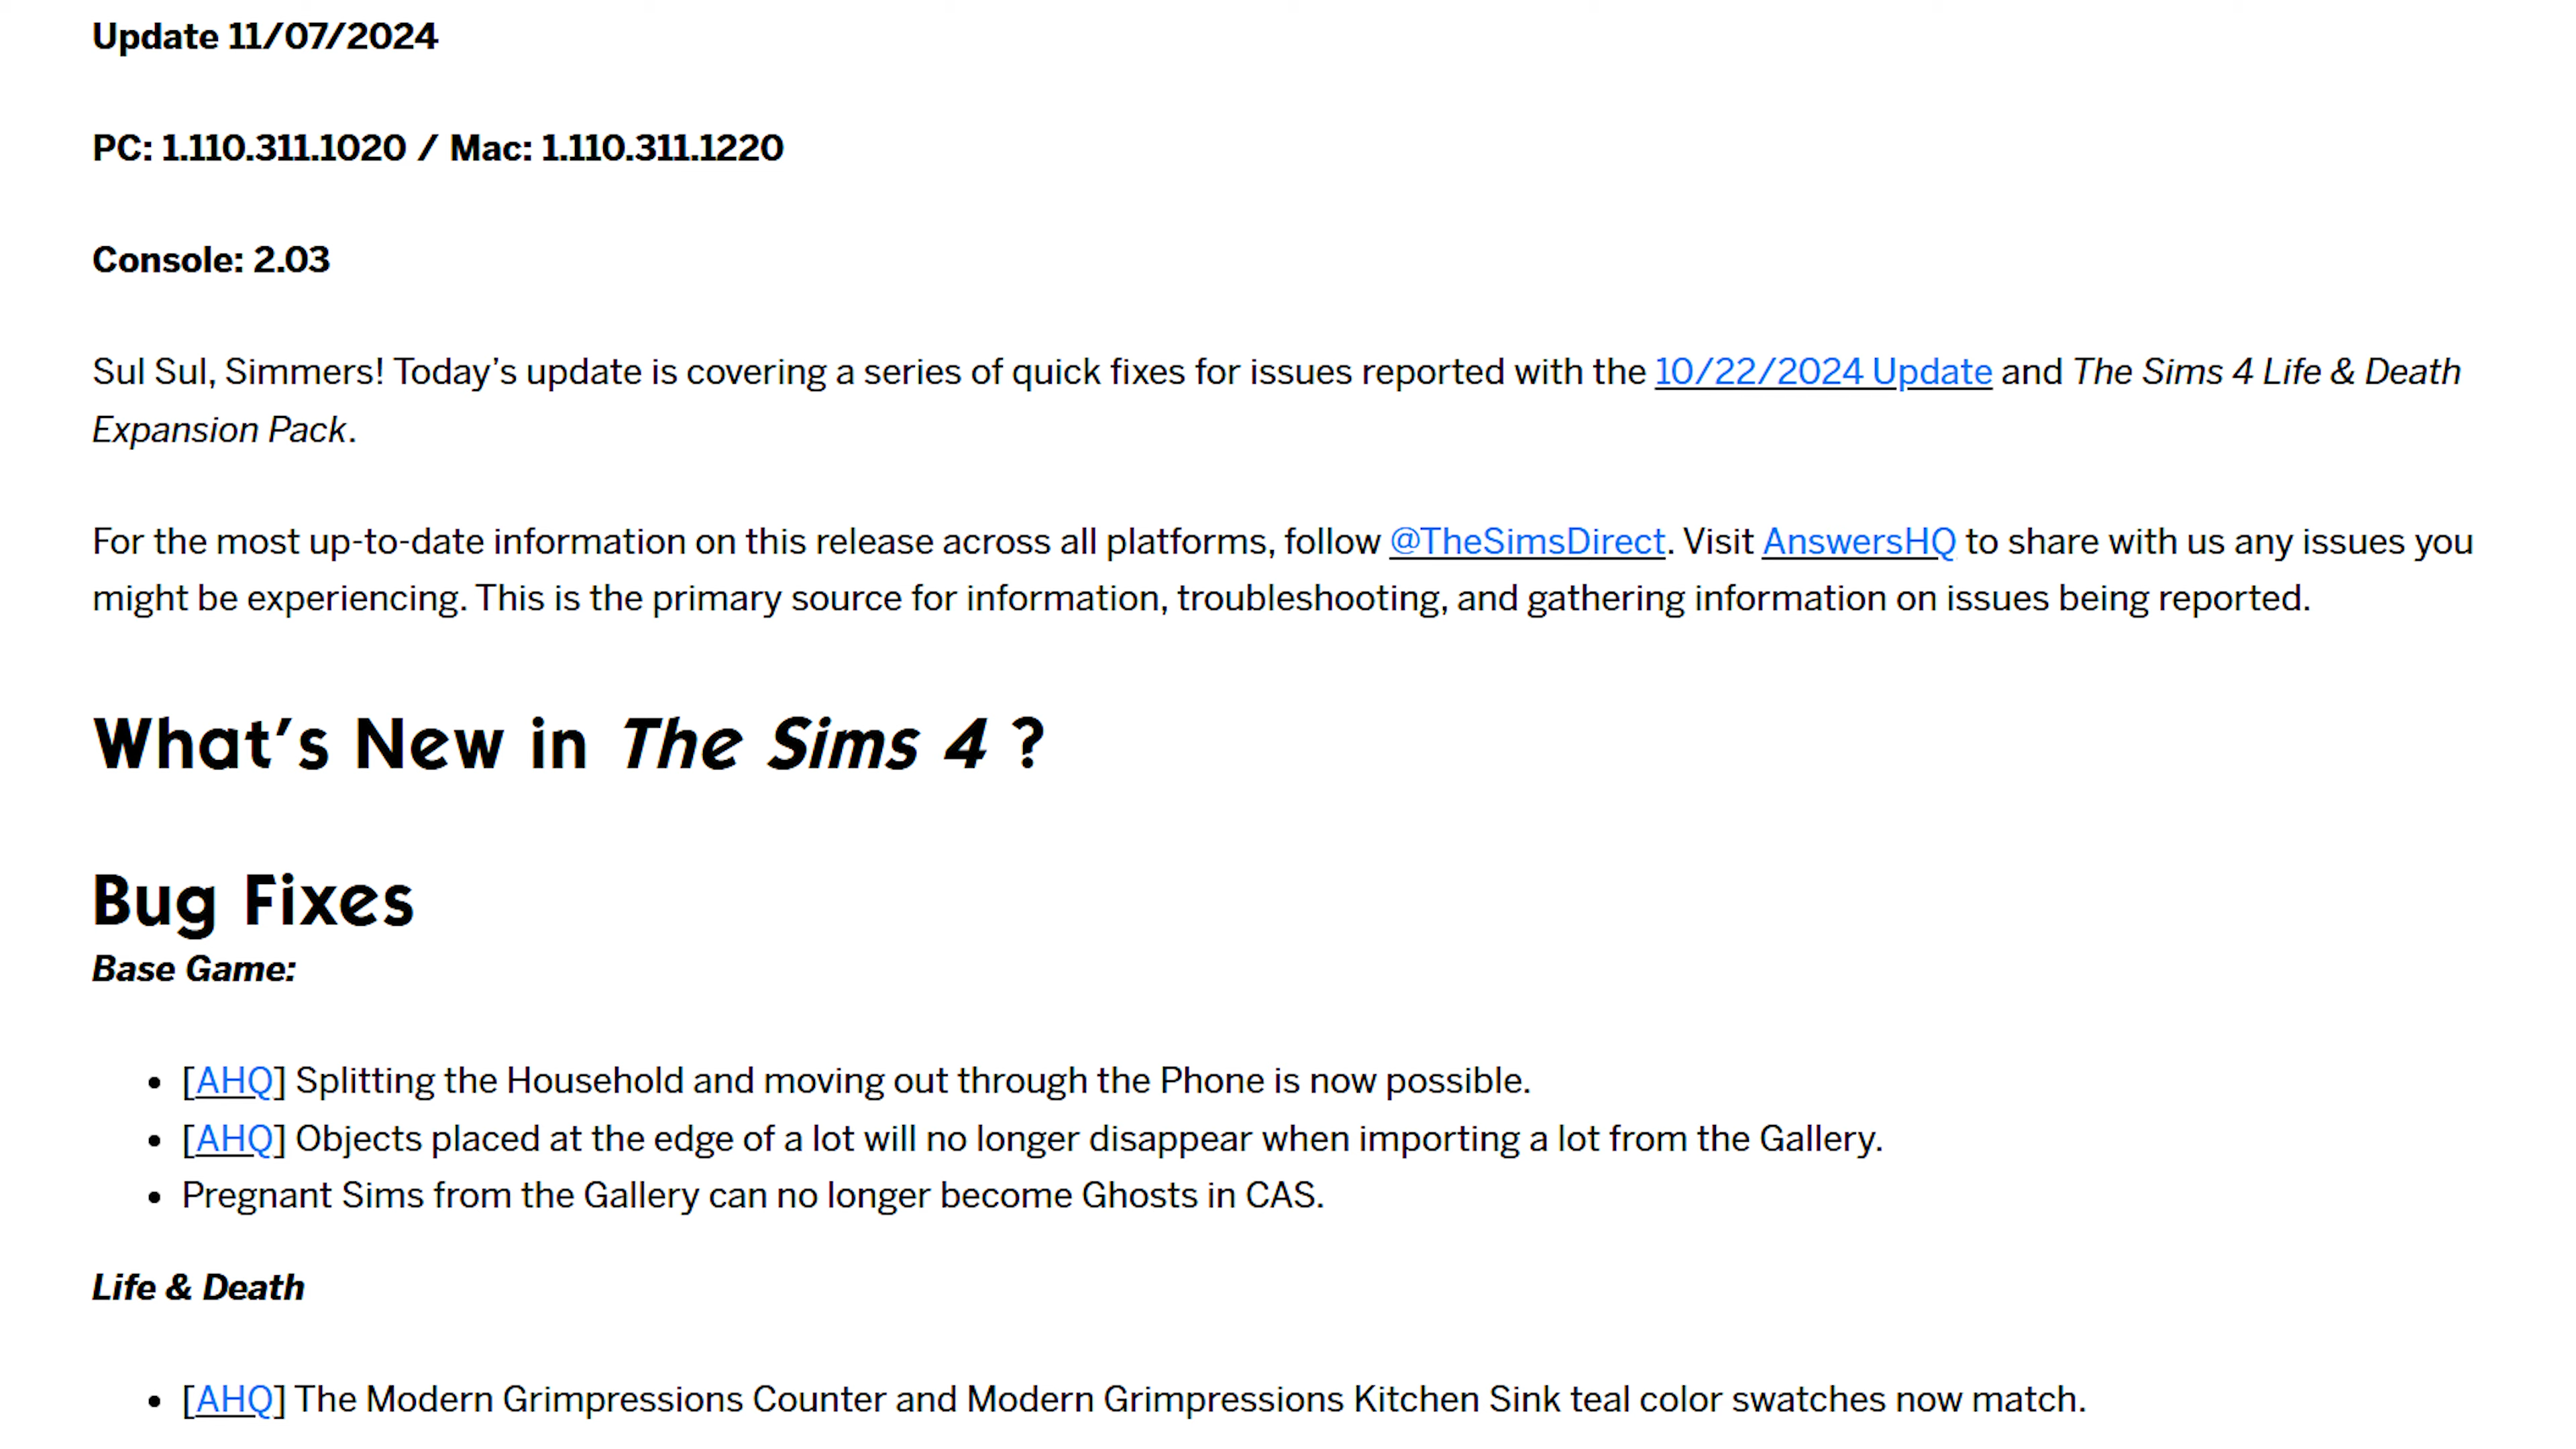 Update 11/07/2024
PC: 1.110.311.1020 / Mac: 1.110.311.1220
Console: 2.03
Sul Sul, Simmers! Today’s update is covering a series of quick fixes for issues reported with the 10/22/2024 Update and The Sims 4 Life & Death
Expansion Pack.
For the most up-to-date information on this release across all platforms, follow @TheSimsDirect. Visit AnswersHQ to share with us any issues you
might be experiencing. This is the primary source for information, troubleshooting, and gathering information on issues being reported.
What’s New in The Sims 4 ?
Bug Fixes
Base Game:
• [AHQ] Splitting the Household and moving out through the Phone is now possible.
• [AHQ] Objects placed at the edge of a lot will no longer disappear when importing a lot from the Gallery.
• Pregnant Sims from the Gallery can no longer become Ghosts in CAS.
Life & Death
• [AHQ] The Modern Grimpressions Counter and Modern Grimpressions Kitchen Sink teal color swatches now match.